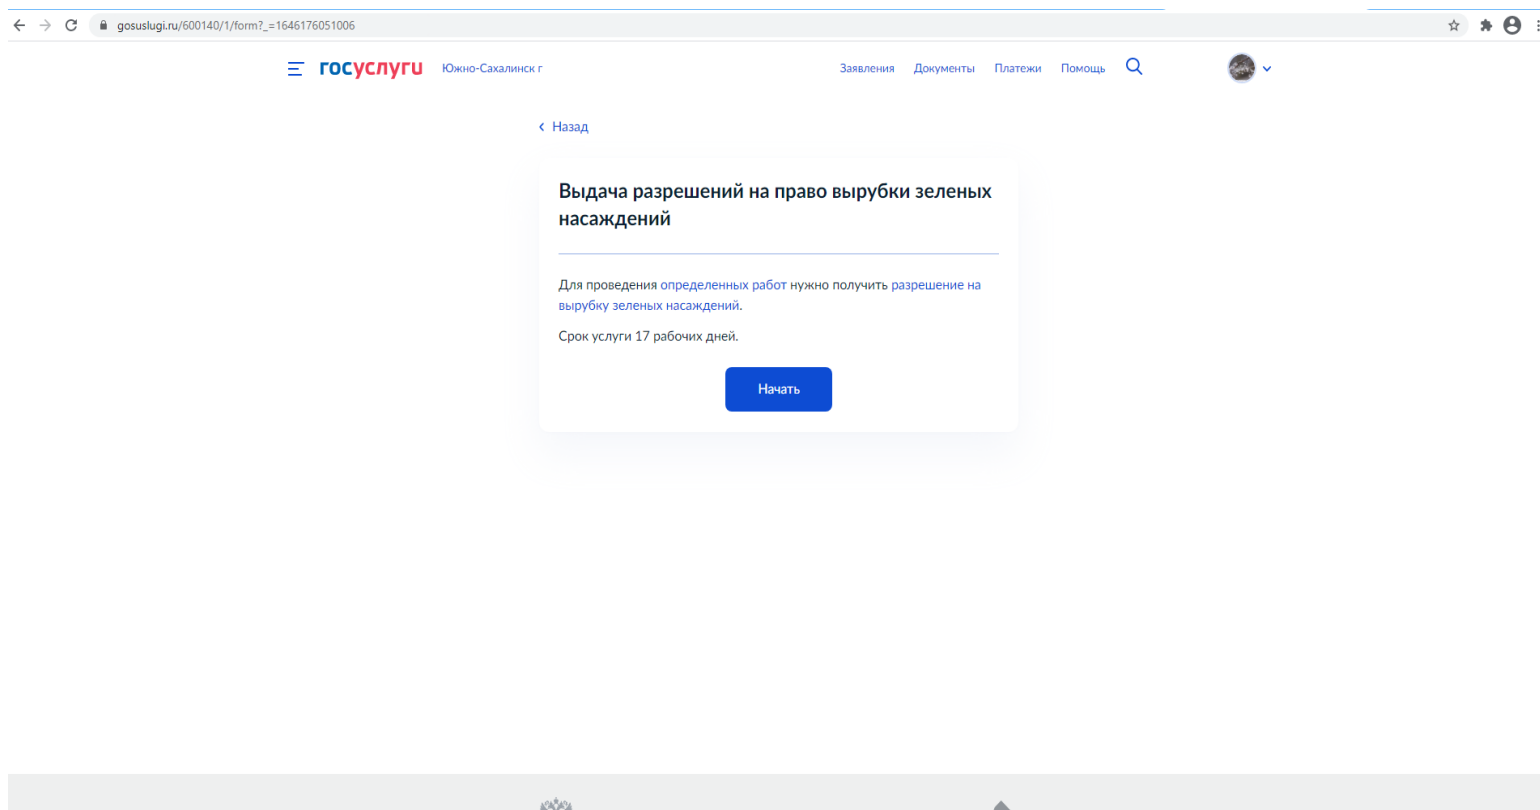 gosuslugi.ru/600140/1/form?_=1646176051006
госуслуги Южно-Сахалинск г Заявления Документы Платежи Помощь
Назад
Выдача разрешений на право вырубки зеленых
насаждений
Для проведения определенных работ нужно получить разрешение на
вырубку зеленых насаждений.
Срок услуги 17 рабочих дней.
Начать